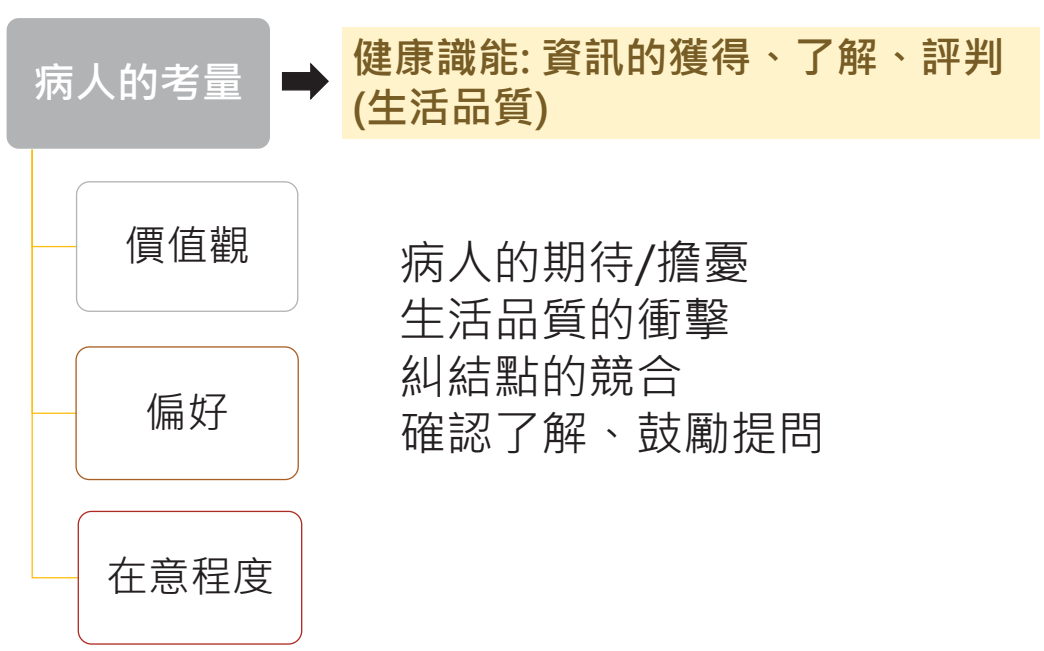 病人的考量
健康識能: 資訊的獲得、了解、評判
(生活品質)
價值觀
偏好
在意程度
病人的期待/擔憂
生活品質的衝擊
糾結點的競合
確認了解、鼓勵提問